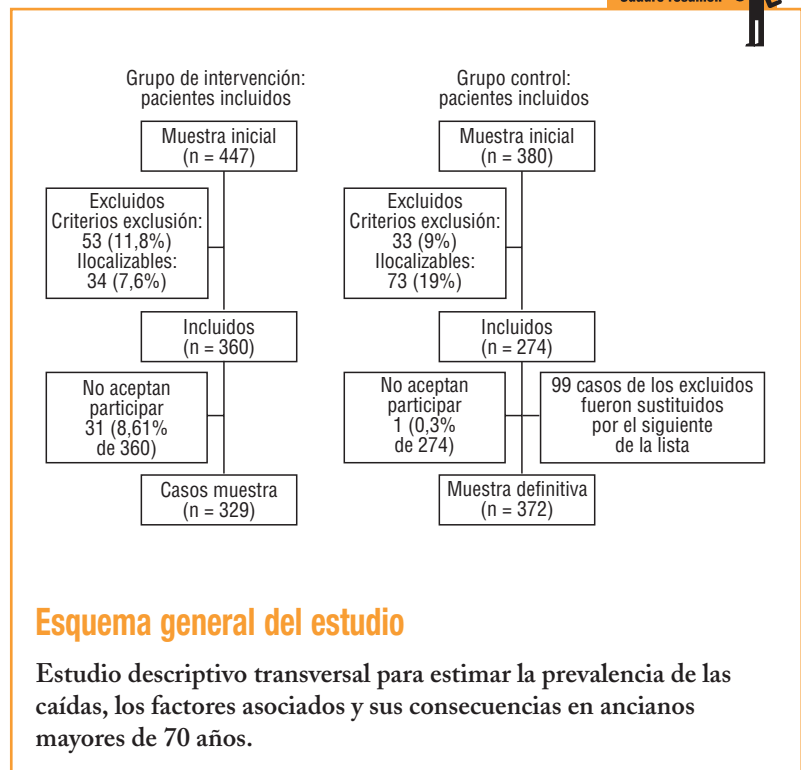 Grupo de intervención:
pacientes incluidos
Muestra inicial
(n = 447)
Excluidos
Criterios exclusión:
53 (11,8%)
Ilocalizables:
34 (7,6%)
Incluidos
(n = 360)
No aceptan
participar
31 (8,61%
de 360)
Casos muestra
(n = 329)
Grupo control:
pacientes incluidos
Muestra inicial
(n = 380)
Excluidos
Criterios exclusión:
33 (9%)
Ilocalizables:
73 (19%)
Incluidos
(n = 274)
No aceptan
participar
1 (0,3%
de 274)
99 casos de los excluidos
fueron sustituidos
por el siguiente
de la lista
Muestra definitiva
(n = 372)
Esquema general del estudio
Estudio descriptivo transversal para estimar la prevalencia de las
caídas, los factores asociados y sus consecuencias en ancianos
mayores de 70 años.